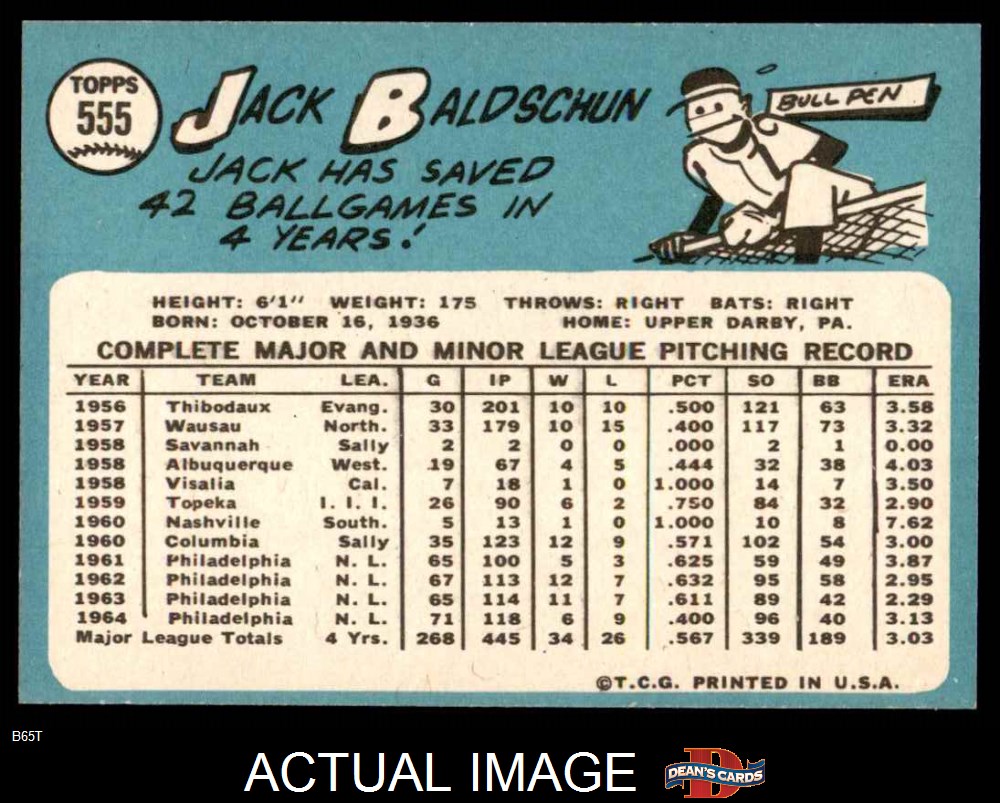 TOPPS
555
JACK BALDSCHUN
BULL PEN
JACK HAS SAVED
42 BALLGAMES IN
4 YEARS!
HEIGHT: 6'1" WEIGHT: 175 THROWS: RIGHT BATS: RIGHT
BORN: OCTOBER 16, 1936 HOME: UPPER DARBY, PA.
COMPLETE MAJOR AND MINOR LEAGUE PITCHING RECORD
YEAR TEAM LEA. G IP W L PCT SO BB ERA
1956 Thibodaux Evang. 30 201 10 10 .500 121 63 3.58
1957 Wausau North. 33 179 10 15 .400 117 73 3.32
1958 Savannah Sally 2 2 0 0 .000 2 1 0.00
1958 Albuquerque West. 19 67 4 5 .444 32 38 4.03
1958 Visalia Cal. 7 18 1 0 1.000 14 7 3.50
1959 Topeka I. I. I. 26 90 6 2 .750 84 32 2.90
1960 Nashville South. 5 13 1 0 1.000 10 8 7.62
1960 Columbia Sally 35 123 12 9 .571 102 54 3.00
1961 Philadelphia N. L. 65 100 5 3 .625 59 49 3.87
1962 Philadelphia N. L. 67 113 12 7 .632 95 58 2.95
1963 Philadelphia N. L. 65 114 11 7 .611 89 42 2.29
1964 Philadelphia N. L. 71 118 6 9 .400 96 40 3.13
Major League Totals 4 Yrs. 268 445 34 26 .567 339 189 3.03
©T.C.G. PRINTED IN U.S.A.
B65T
ACTUAL IMAGE
D
DEAN'S CARDS